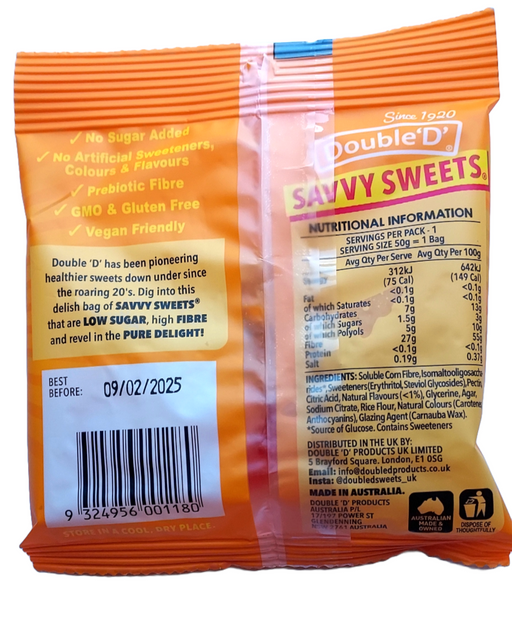 ✓ No Sugar Added
✓ No Artificial Sweeteners,
Colours & Flavours
✓ Prebiotic Fibre
✓ GMO & Gluten Free
✓ Vegan Friendly
Double 'D' has been pioneering
healthier sweets down under since
the roaring 20's. Dig into this
delish bag of SAVVY SWEETS®
that are LOW SUGAR, high FIBRE
and revel in the PURE DELIGHT!
BEST
BEFORE: 09/02/2025
9 324956 001180
STORE IN A COOL, DRY PLACE.
Since 1920
Double 'D'®
SAVVY SWEETS®
NUTRITIONAL INFORMATION
SERVINGS PER PACK - 1
SERVING SIZE 50g = 1 Bag
Avg Qty Per Serve Avg Qty Per 100g
312kJ 642kJ
(75 Cal) (149 Cal)
Fat <0.1g <0.1g
of which Saturates <0.1g <0.1g
Carbohydrates 7g 13g
of which Sugars 1.5g 3g
of which Polyols 5g 10g
Fibre 27g 55g
Protein <0.1g <0.1g
Salt 0.19g 0.37g
INGREDIENTS: Soluble Corn Fibre, Isomaltooligosaccha
rides*, Sweeteners (Erythritol, Steviol Glycosides), Pectin,
Citric Acid, Natural Flavours (<1%), Glycerine, Agar,
Sodium Citrate, Rice Flour, Natural Colours (Carotene,
Anthocyanins), Glazing Agent (Carnauba Wax).
*Source of Glucose. Contains Sweeteners
DISTRIBUTED IN THE UK BY:
DOUBLE 'D' PRODUCTS UK LIMITED
5 Brayford Square, London, E1 0SG
Email: info@doubledproducts.co.uk
Insta: @doubledsweets_uk
MADE IN AUSTRALIA.
DOUBLE 'D' PRODUCTS
AUSTRALIA P/L
17/197 POWER ST
GLENDENNING
2761 AUSTRALIA
AUSTRALIAN
MADE &
OWNED
DISPOSE OF
THOUGHTFULLY